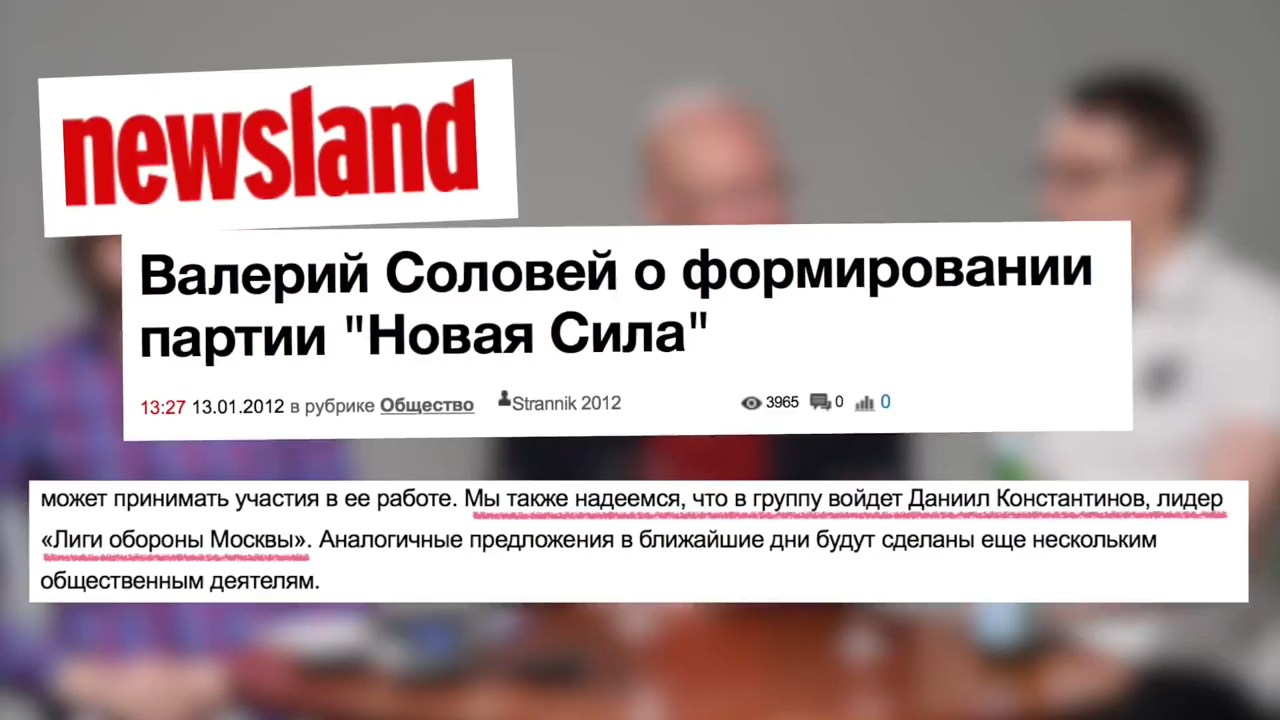 newsland
Валерий Соловей о формировании
партии "Новая Сила"
13:27 13.01.2012 в рубрике Общество Strannik 2012 3965 0 0
может принимать участия в ее работе. Мы также надеемся, что в группу войдет Даниил Константинов, лидер
«Лиги обороны Москвы». Аналогичные предложения в ближайшие дни будут сделаны еще нескольким
общественным деятелям.